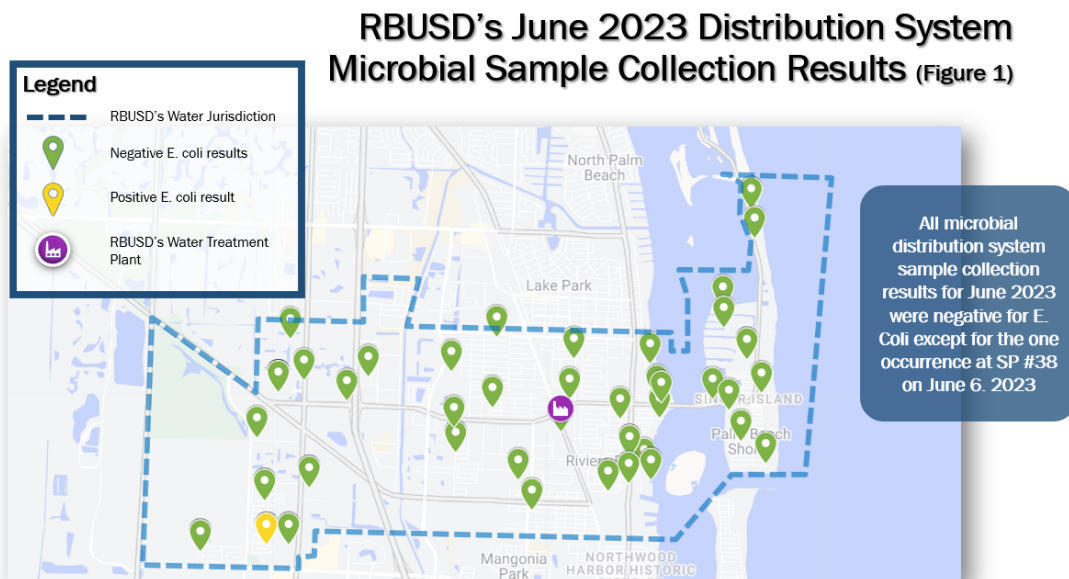 RBUSD's June 2023 Distribution System
Microbial Sample Collection Results (Figure 1)
Legend
RBUSD's Water Jurisdiction
Negative E. coli results
Positive E. coli result
RBUSD's Water Treatment
Plant
North Palm
Beach
Lake Park
All microbial
distribution system
sample collection
results for June 2023
were negative for E.
Coli except for the one
occurrence at SP #38
on June 6. 2023
ISLAND
Mangonia
Park
NORTHWOOD
HARBOR HISTORIC